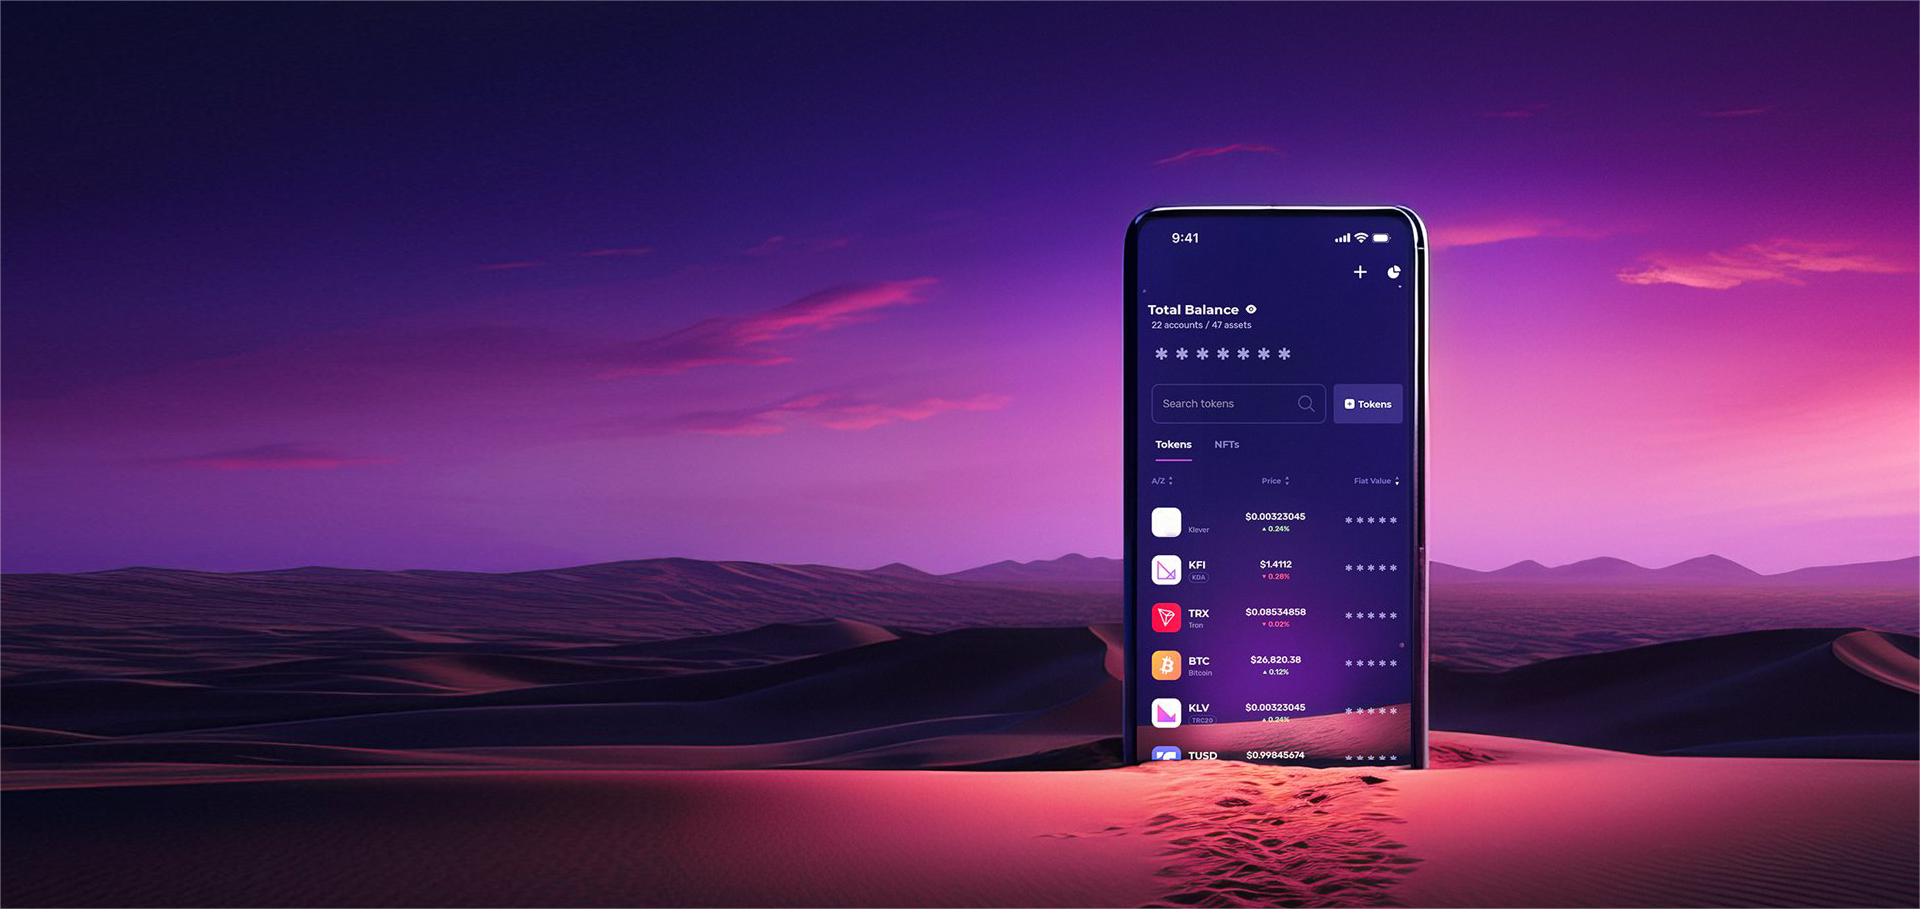 9:41
Total Balance
22 accounts / 47 assets
*******
Search tokens
Tokens
Tokens NFTs
A/Z Price Fiat Value
$0.00323045 *****
Klever 0.24%
KFI $1.4112 *****
KDA 0.28%
TRX $0.08534858 *****
Tron 0.02%
BTC $26,820.38 *****
Bitcoin 0.12%
KLV $0.00323045 *****
TRC20 0.24%
TUSD $0.99845674 *****